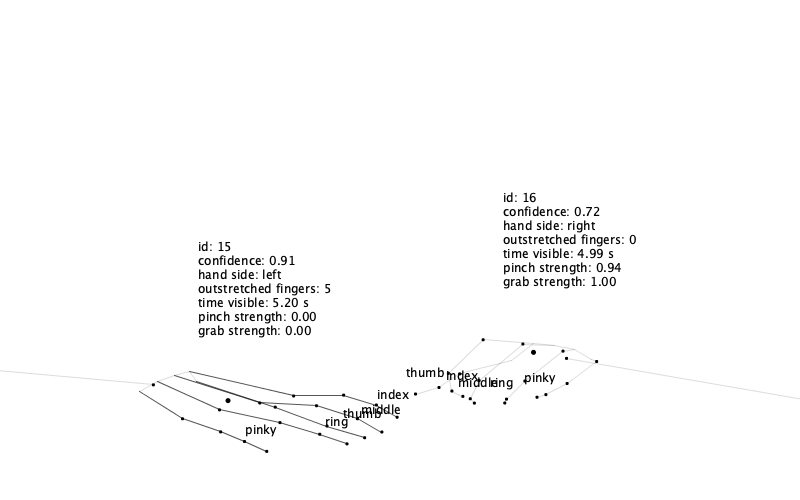 id: 16
confidence: 0.72
hand side: right
outstretched fingers: 0
time visible: 4.99 s
pinch strength: 0.94
grab strength: 1.00
id: 15
confidence: 0.91
hand side: left
outstretched fingers: 5
time visible: 5.20 s
pinch strength: 0.00
grab strength: 0.00
thumb
index
middle
ring
pinky
index
middle
thumb
ring
pinky